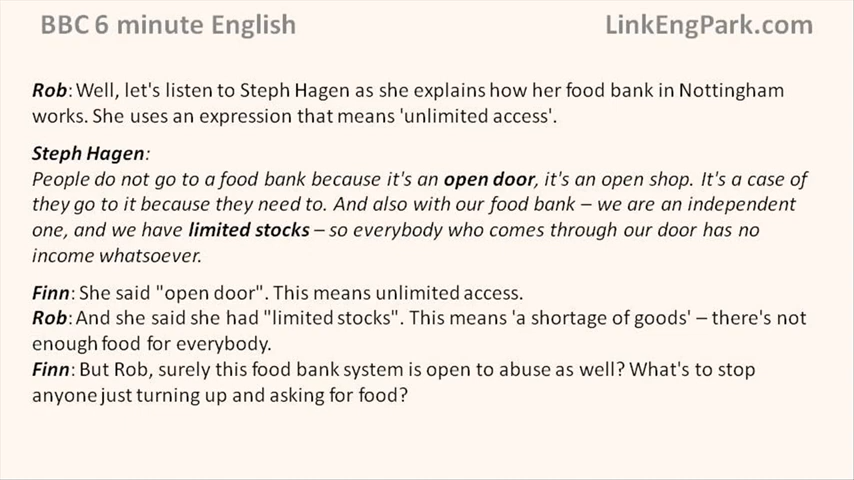 BBC 6 minute English
LinkEngPark.com
Rob: Well, let's listen to Steph Hagen as she explains how her food bank in Nottingham
works. She uses an expression that means 'unlimited access'.
Steph Hagen:
People do not go to a food bank because it's an open door, it's an open shop. It's a case of
they go to it because they need to. And also with our food bank – we are an independent
one, and we have limited stocks – so everybody who comes through our door has no
income whatsoever.
Finn: She said "open door". This means unlimited access.
Rob: And she said she had "limited stocks". This means 'a shortage of goods' – there's not
enough food for everybody.
Finn: But Rob, surely this food bank system is open to abuse as well? What's to stop
anyone just turning up and asking for food?